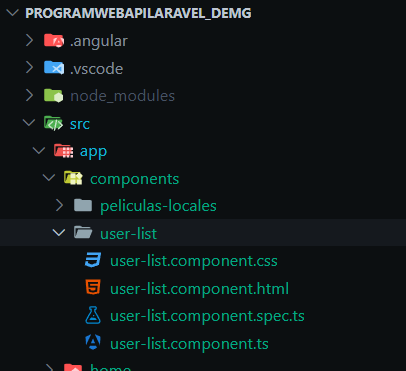 PROGRAMWEBAPILARAVEL_DEMG
.angular
.vscode
node_modules
src
app
components
peliculas-locales
user-list
user-list.component.css
user-list.component.html
user-list.component.spec.ts
user-list.component.ts
home